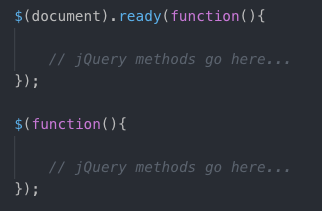 $(document).ready(function(){
// jQuery methods go here...
});
$(function(){
// jQuery methods go here...
});